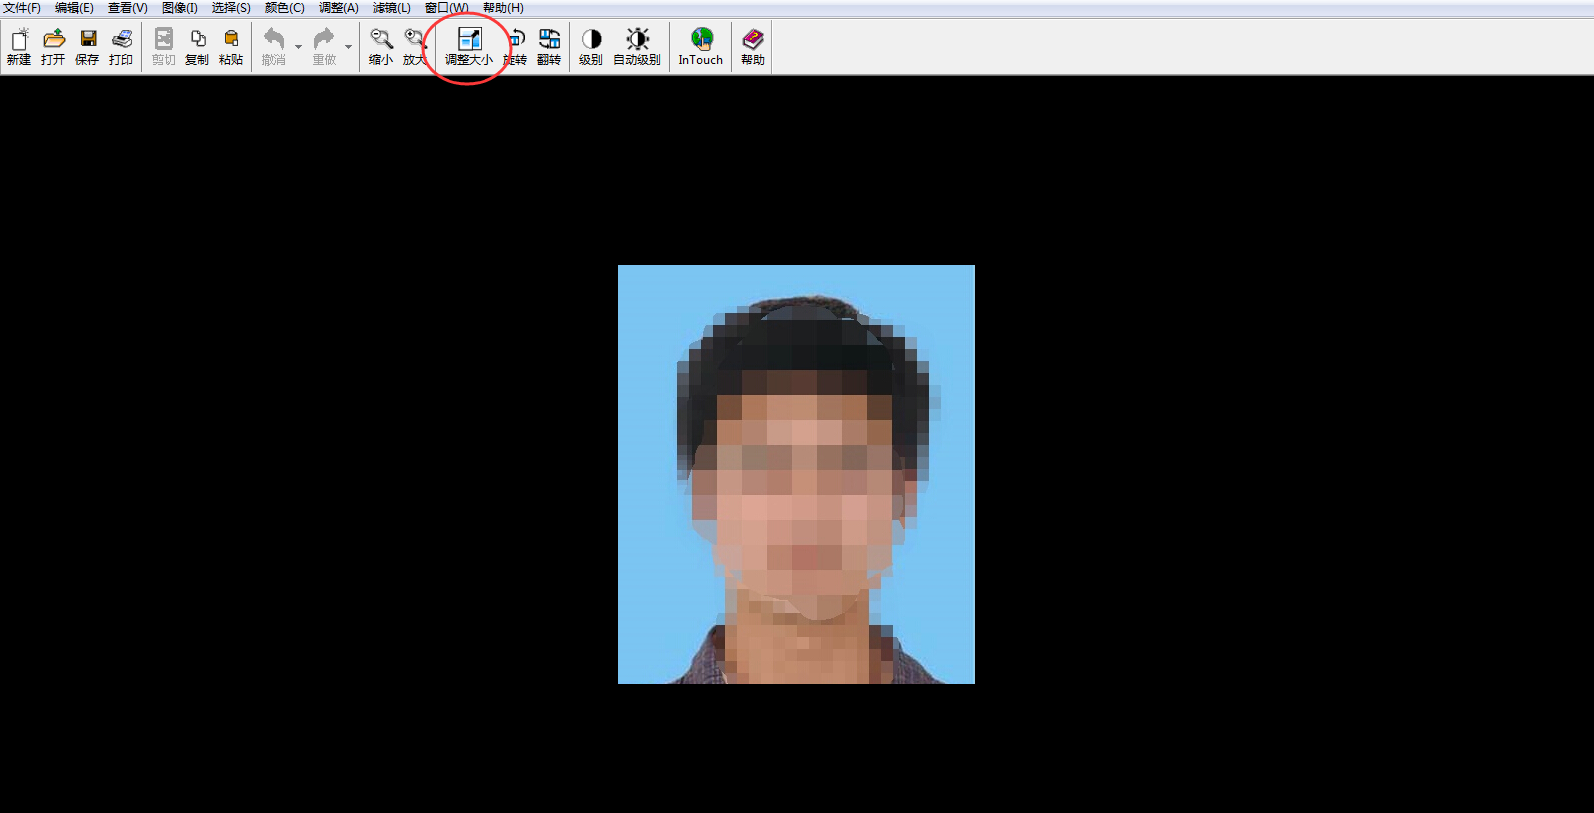 文件(F) 编辑(E) 查看(V) 图像(I) 选择(S) 颜色(C) 调整(A) 滤镜(L) 窗口(W) 帮助(H)
新建 打开 保存 打印 剪切 复制 粘贴 撤消 重做 缩小 放大 调整大小 旋转 翻转 级别 自动级别 InTouch 帮助